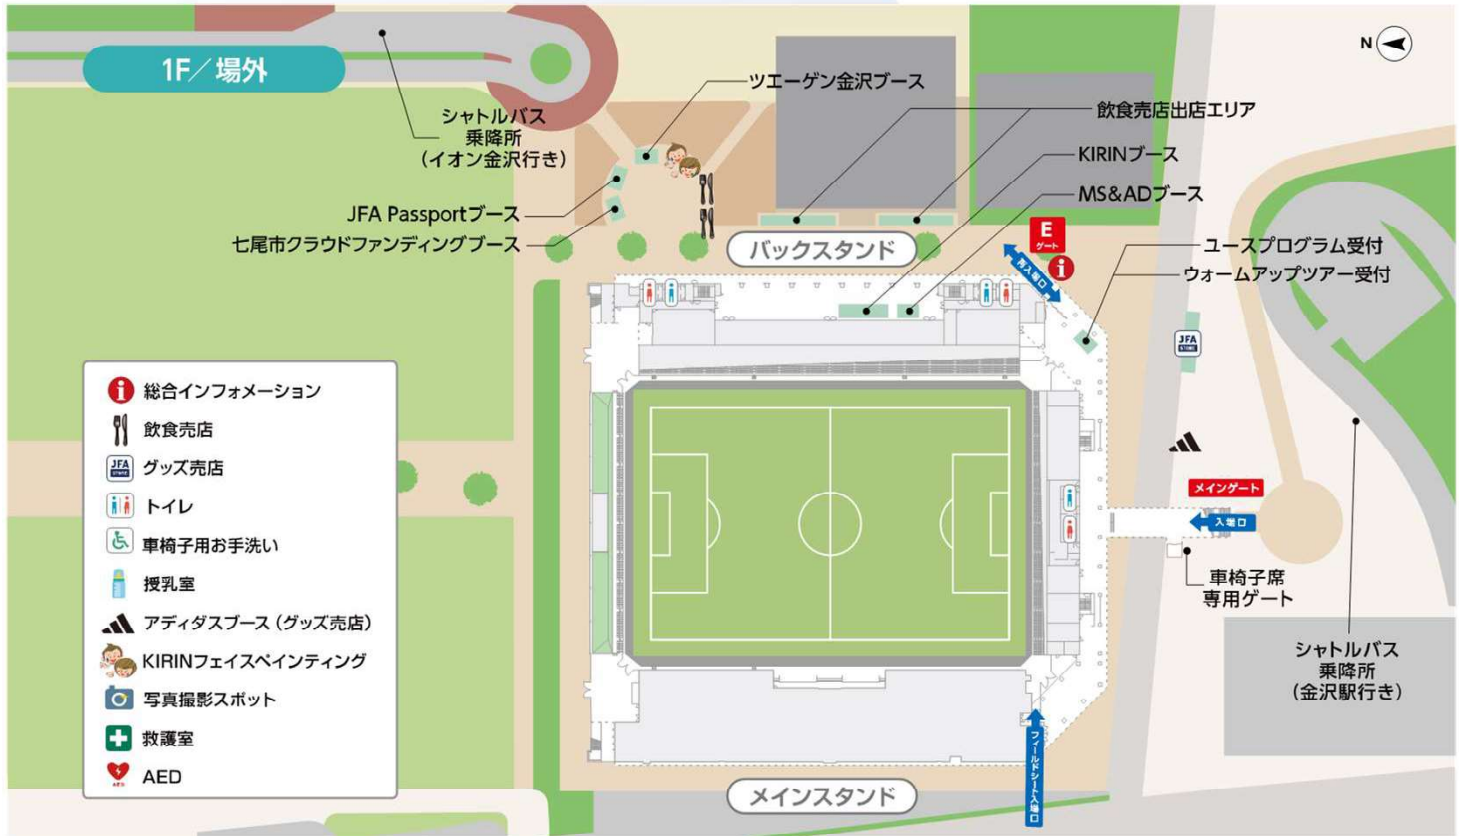 1F/場外
N
シャトルバス
乗降所
(イオン金沢行き)
ツエーゲン金沢ブース
飲食売店出店エリア
KIRINブース
MS&ADブース
JFA Passportブース
七尾市クラウドファンディングブース
バックスタンド
E
ゲート
再入場口
i
ユースプログラム受付
ウォームアップツアー受付
JFA
STORE
メインゲート
入場口
車椅子席
専用ゲート
シャトルバス
乗降所
(金沢駅行き)
i 総合インフォメーション
飲食売店
JFA
STORE
グッズ売店
トイレ
車椅子用お手洗い
授乳室
アディダスブース(グッズ売店)
KIRINフェイスペインティング
写真撮影スポット
救護室
AED
AED
フィールドシート入場口
メインスタンド